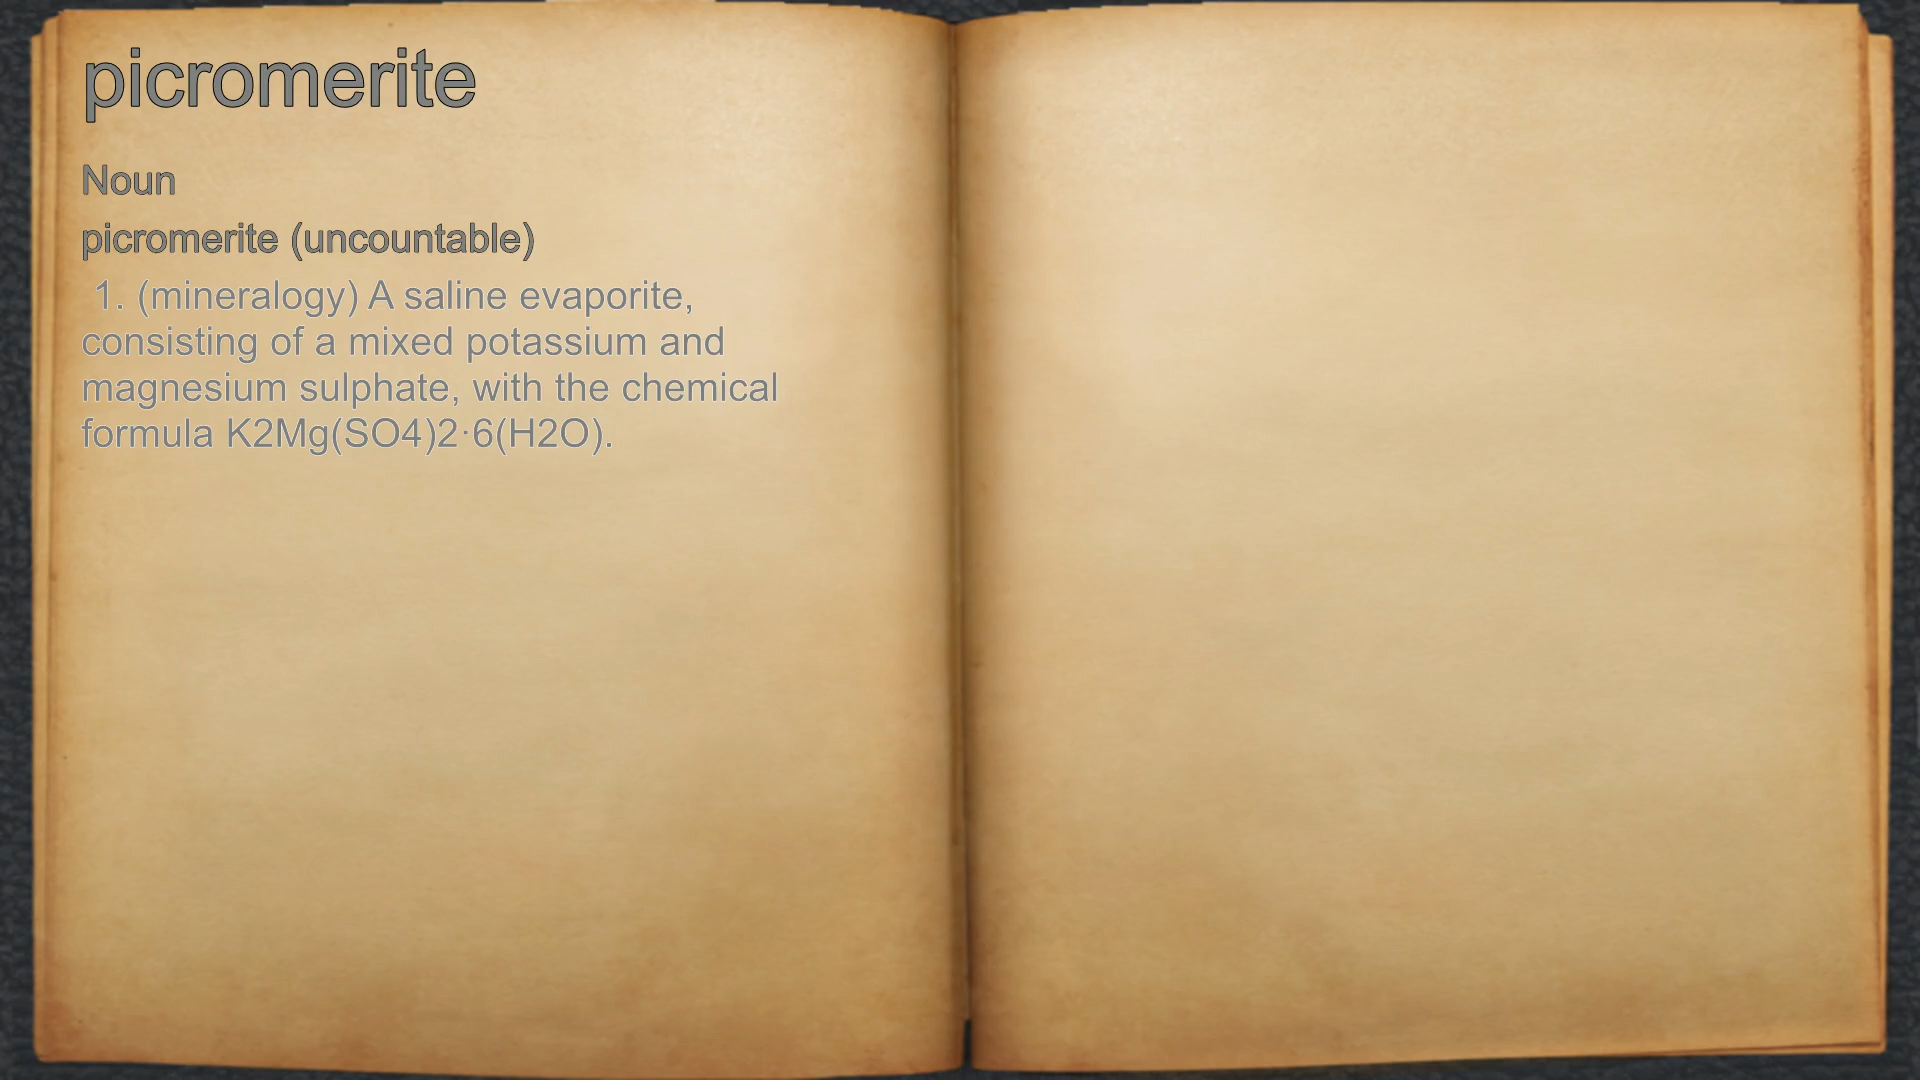 picromerite
Noun
picromerite (uncountable)
1. (mineralogy) A saline evaporite,
consisting of a mixed potassium and
magnesium sulphate, with the chemical
formula K2Mg(SO4)2·6(H2O).